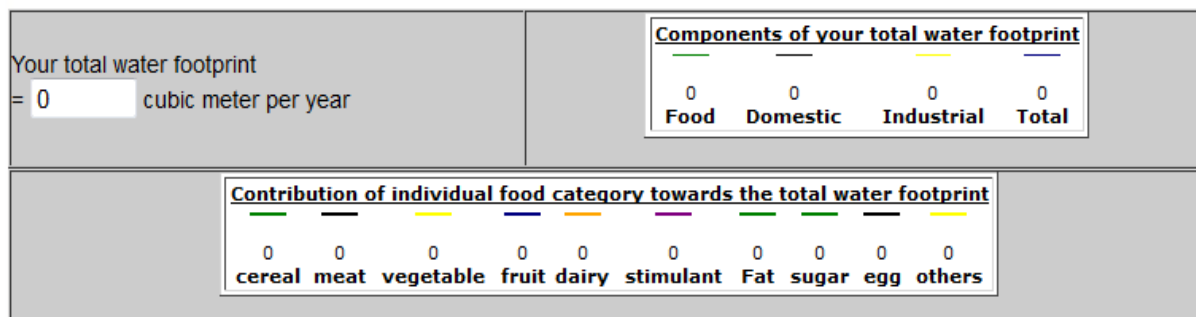 Your total water footprint
= 0 cubic meter per year
Components of your total water footprint
0 0 0 0
Food Domestic Industrial Total
Contribution of individual food category towards the total water footprint
0 0 0 0 0 0 0 0 0 0
cereal meat vegetable fruit dairy stimulant Fat sugar egg others